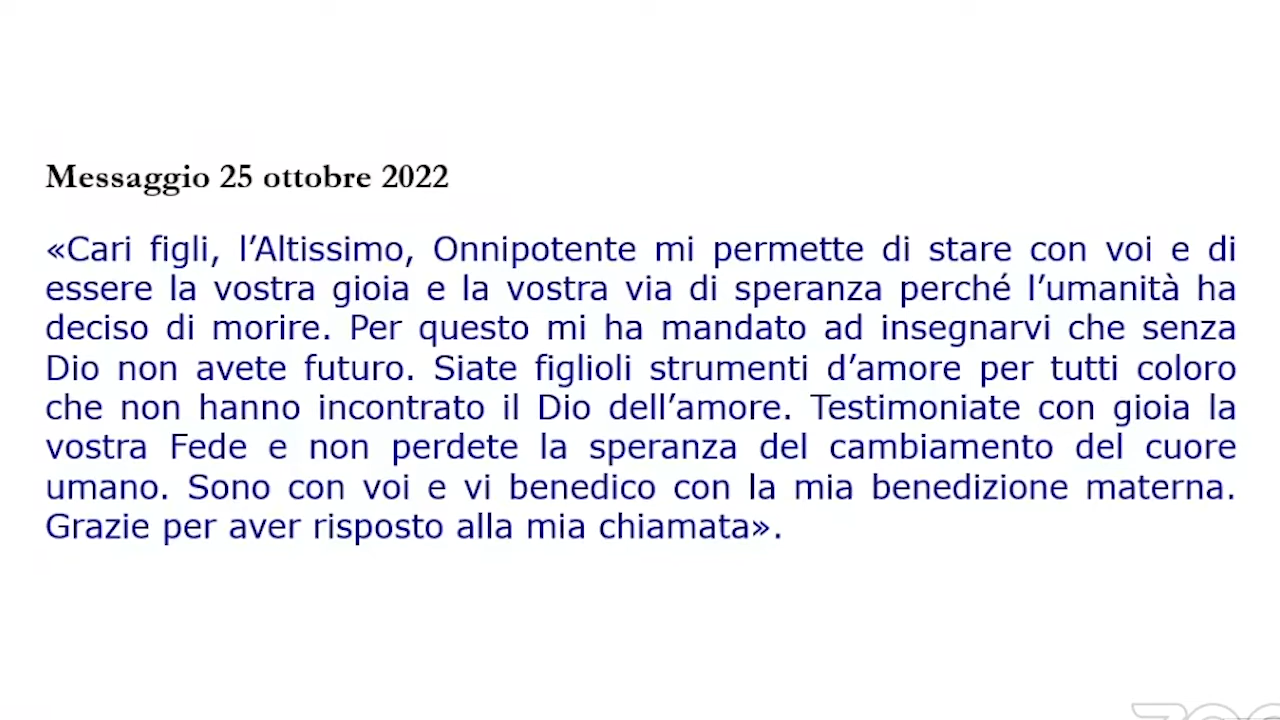 Messaggio 25 ottobre 2022
«Cari figli, l’Altissimo, Onnipotente mi permette di stare con voi e di
essere la vostra gioia e la vostra via di speranza perché l’umanità ha
deciso di morire. Per questo mi ha mandato ad insegnarvi che senza
Dio non avete futuro. Siate figlioli strumenti d’amore per tutti coloro
che non hanno incontrato il Dio dell’amore. Testimoniate con gioia la
vostra Fede e non perdete la speranza del cambiamento del cuore
umano. Sono con voi e vi benedico con la mia benedizione materna.
Grazie per aver risposto alla mia chiamata».